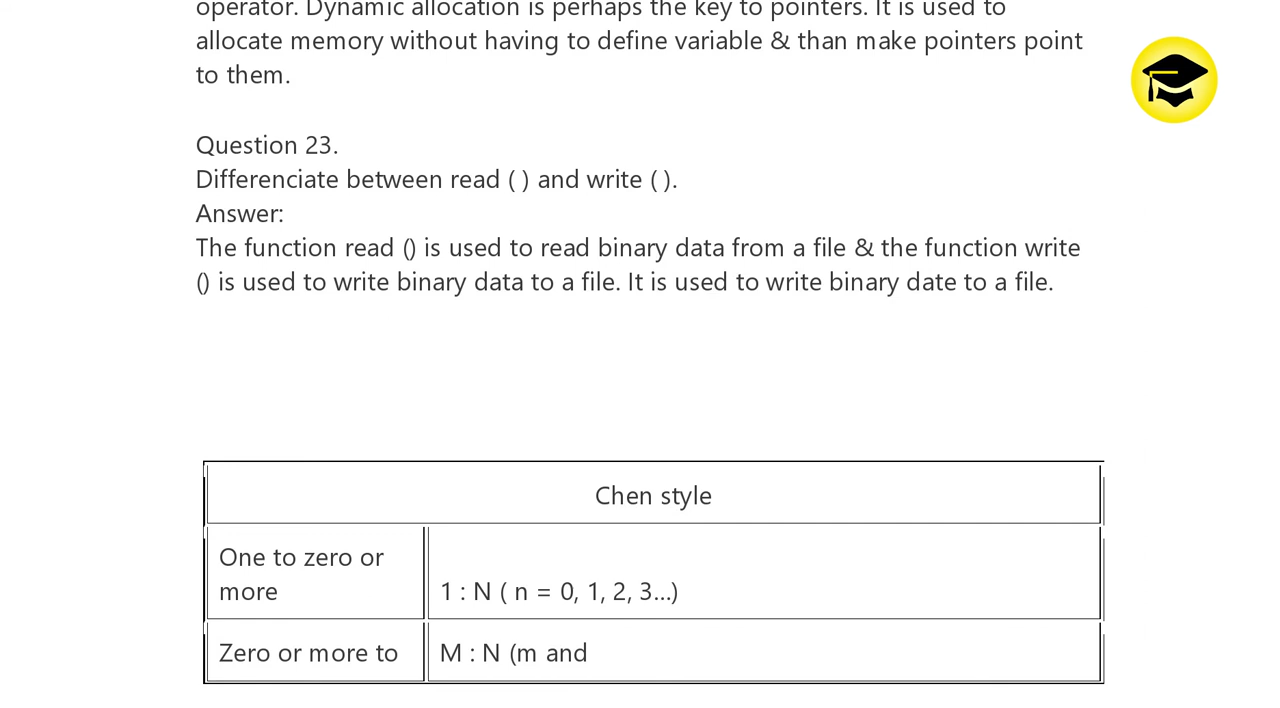 operator. Dynamic allocation is perhaps the key to pointers. It is used to
allocate memory without having to define variable & than make pointers point
to them.
Question 23.
Differenciate between read ( ) and write ( ).
Answer:
The function read () is used to read binary data from a file & the function write
() is used to write binary data to a file. It is used to write binary date to a file.
Chen style
One to zero or
more
1 : N ( n = 0, 1, 2, 3...)
Zero or more to
M : N (m and